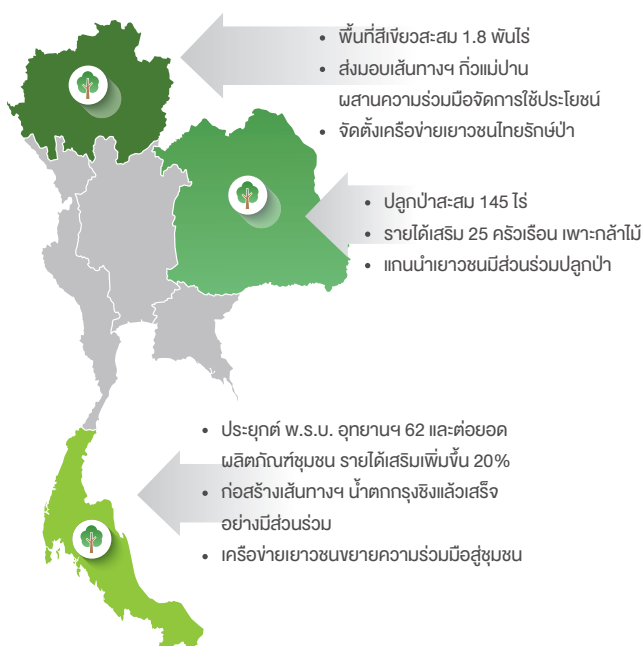 • พื้นที่สีเขียวสะสม 1.8 พันไร่
• ส่งมอบเส้นทางฯ กิ่วแม่ปาน
ผสานความร่วมมือจัดการใช้ประโยชน์
• จัดตั้งเครือข่ายเยาวชนไทยรักษ์ป่า
• ปลูกป่าสะสม 145 ไร่
• รายได้เสริม 25 ครัวเรือน เพาะกล้าไม้
• แกนนำเยาวชนมีส่วนร่วมปลูกป่า
• ประยุกต์ พ.ร.บ. อุทยานฯ 62 และต่อยอด
ผลิตภัณฑ์ชุมชน รายได้เสริมเพิ่มขึ้น 20%
• ก่อสร้างเส้นทางฯ น้ำตกกรุงชิงแล้วเสร็จ
อย่างมีส่วนร่วม
• เครือข่ายเยาวชนขยายความร่วมมือสู่ชุมชน